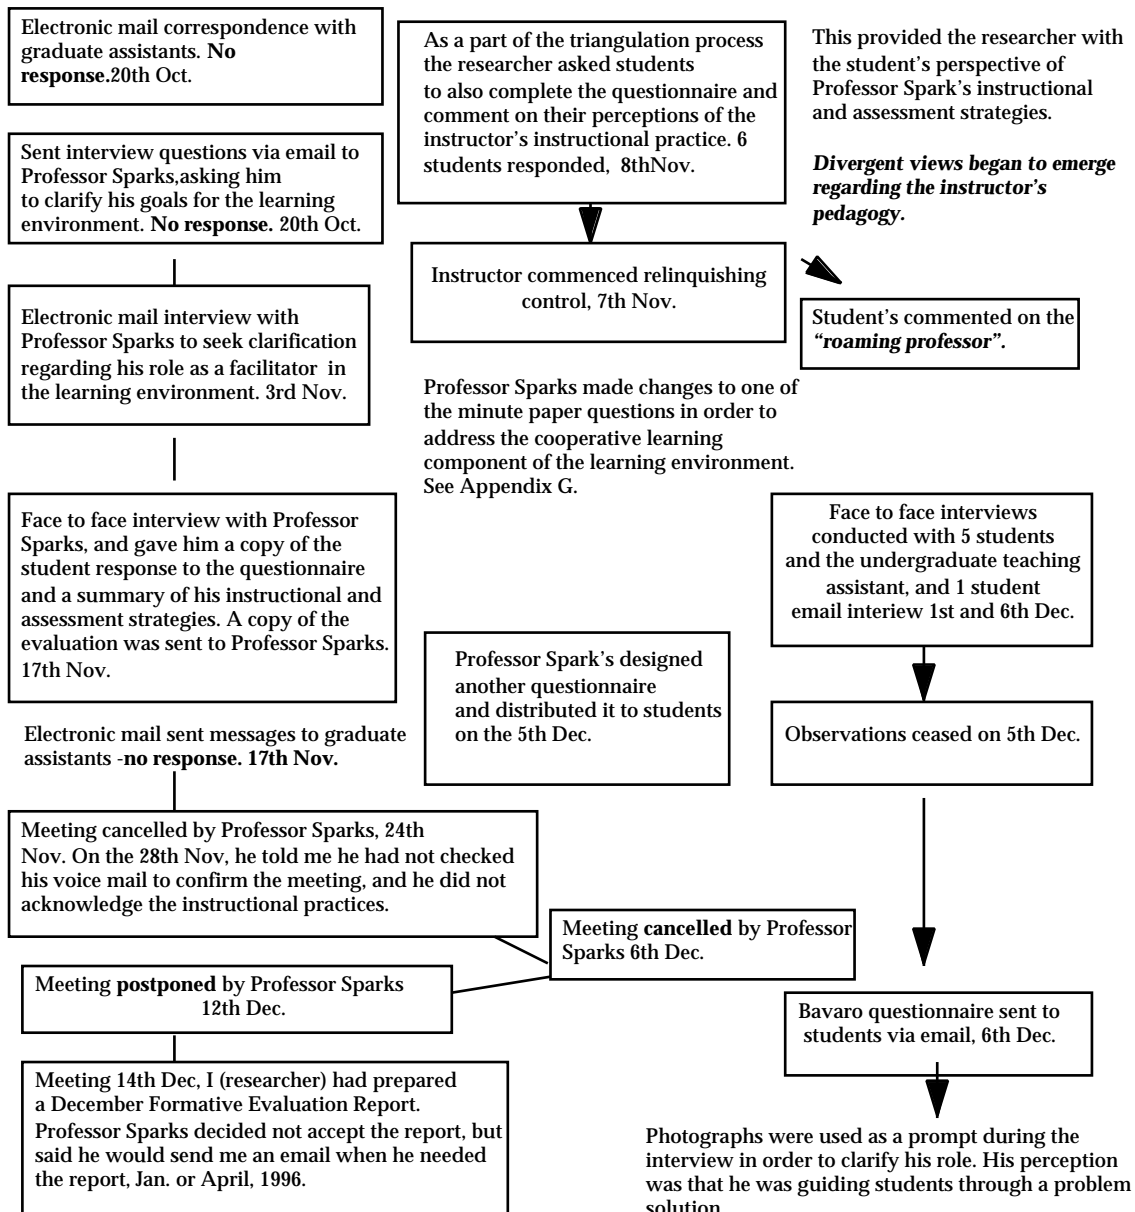 Electronic mail correspondence with
graduate assistants. No
response.20th Oct.
Sent interview questions via email to
Professor Sparks,asking him
to clarify his goals for the learning
environment. No response. 20th Oct.
Electronic mail interview with
Professor Sparks to seek clarification
regarding his role as a facilitator in
the learning environment. 3rd Nov.
Face to face interview with Professor
Sparks, and gave him a copy of the
student response to the questionnaire
and a summary of his instructional and
assessment strategies. A copy of the
evaluation was sent to Professor Sparks.
17th Nov.
Electronic mail sent messages to graduate
assistants -no response. 17th Nov.
Meeting cancelled by Professor Sparks, 24th
Nov. On the 28th Nov, he told me he had not checked
his voice mail to confirm the meeting, and he did not
acknowledge the instructional practices.
Meeting cancelled by Professor
Sparks 6th Dec.
Meeting postponed by Professor Sparks
12th Dec.
Meeting 14th Dec, I (researcher) had prepared
a December Formative Evaluation Report.
Professor Sparks decided not accept the report, but
said he would send me an email when he needed
the report, Jan. or April, 1996.
As a part of the triangulation process
the researcher asked students
to also complete the questionnaire and
comment on their perceptions of the
instructor's instructional practice. 6
students responded, 8thNov.
Instructor commenced relinquishing
control, 7th Nov.
Professor Sparks made changes to one of
the minute paper questions in order to
address the cooperative learning
component of the learning environment.
See Appendix G.
Professor Spark's designed
another questionnaire
and distributed it to students
on the 5th Dec.
This provided the researcher with
the student's perspective of
Professor Spark's instructional
and assessment strategies.
Divergent views began to emerge
regarding the instructor's
pedagogy.
Student's commented on the
“roaming professor”.
Face to face interviews
conducted with 5 students
and the undergraduate teaching
assistant, and 1 student
email interiew 1st and 6th Dec.
Observations ceased on 5th Dec.
Bavaro questionnaire sent to
students via email, 6th Dec.
Photographs were used as a prompt during the
interview in order to clarify his role. His perception
was that he was guiding students through a problem
solution